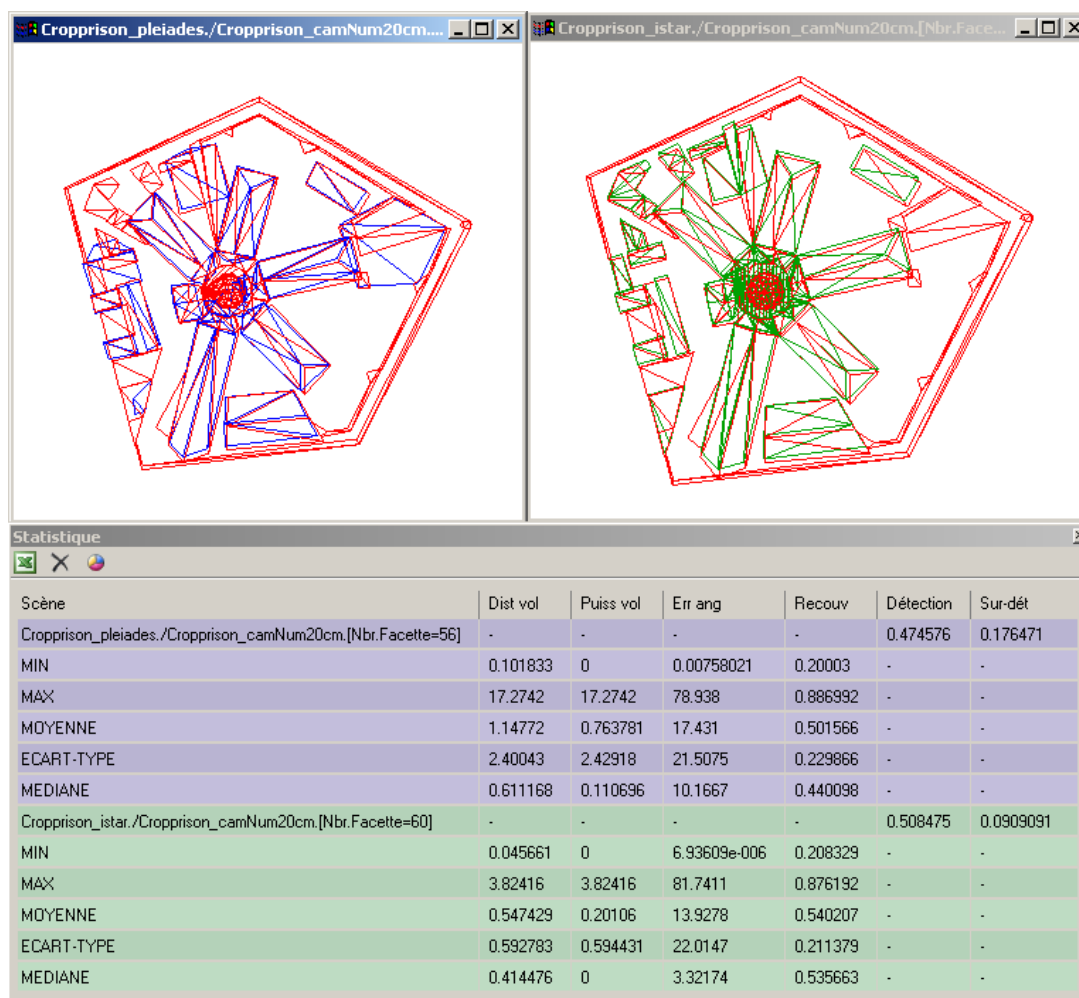 Cropprison_pleiades./Cropprison_camNum20cm....
Cropprison_istar./Cropprison_camNum20cm.[Nbr.Face...
Statistique
Scène Dist vol Puiss vol Err ang Recouv Détection Sur-dét
Cropprison_pleiades./Cropprison_camNum20cm.[Nbr.Facette=56] - - - - 0.474576 0.176471
MIN 0.101833 0 0.00758021 0.20003 - -
MAX 17.2742 17.2742 78.938 0.886992 - -
MOYENNE 1.14772 0.763781 17.431 0.501566 - -
ECART-TYPE 2.40043 2.42918 21.5075 0.229866 - -
MEDIANE 0.611168 0.110696 10.1667 0.440098 - -
Cropprison_istar./Cropprison_camNum20cm.[Nbr.Facette=60] - - - - 0.508475 0.0909091
MIN 0.045661 0 6.93609e-006 0.208329 - -
MAX 3.82416 3.82416 81.7411 0.876192 - -
MOYENNE 0.547429 0.20106 13.9278 0.540207 - -
ECART-TYPE 0.592783 0.594431 22.0147 0.211379 - -
MEDIANE 0.414476 0 3.32174 0.535663 - -